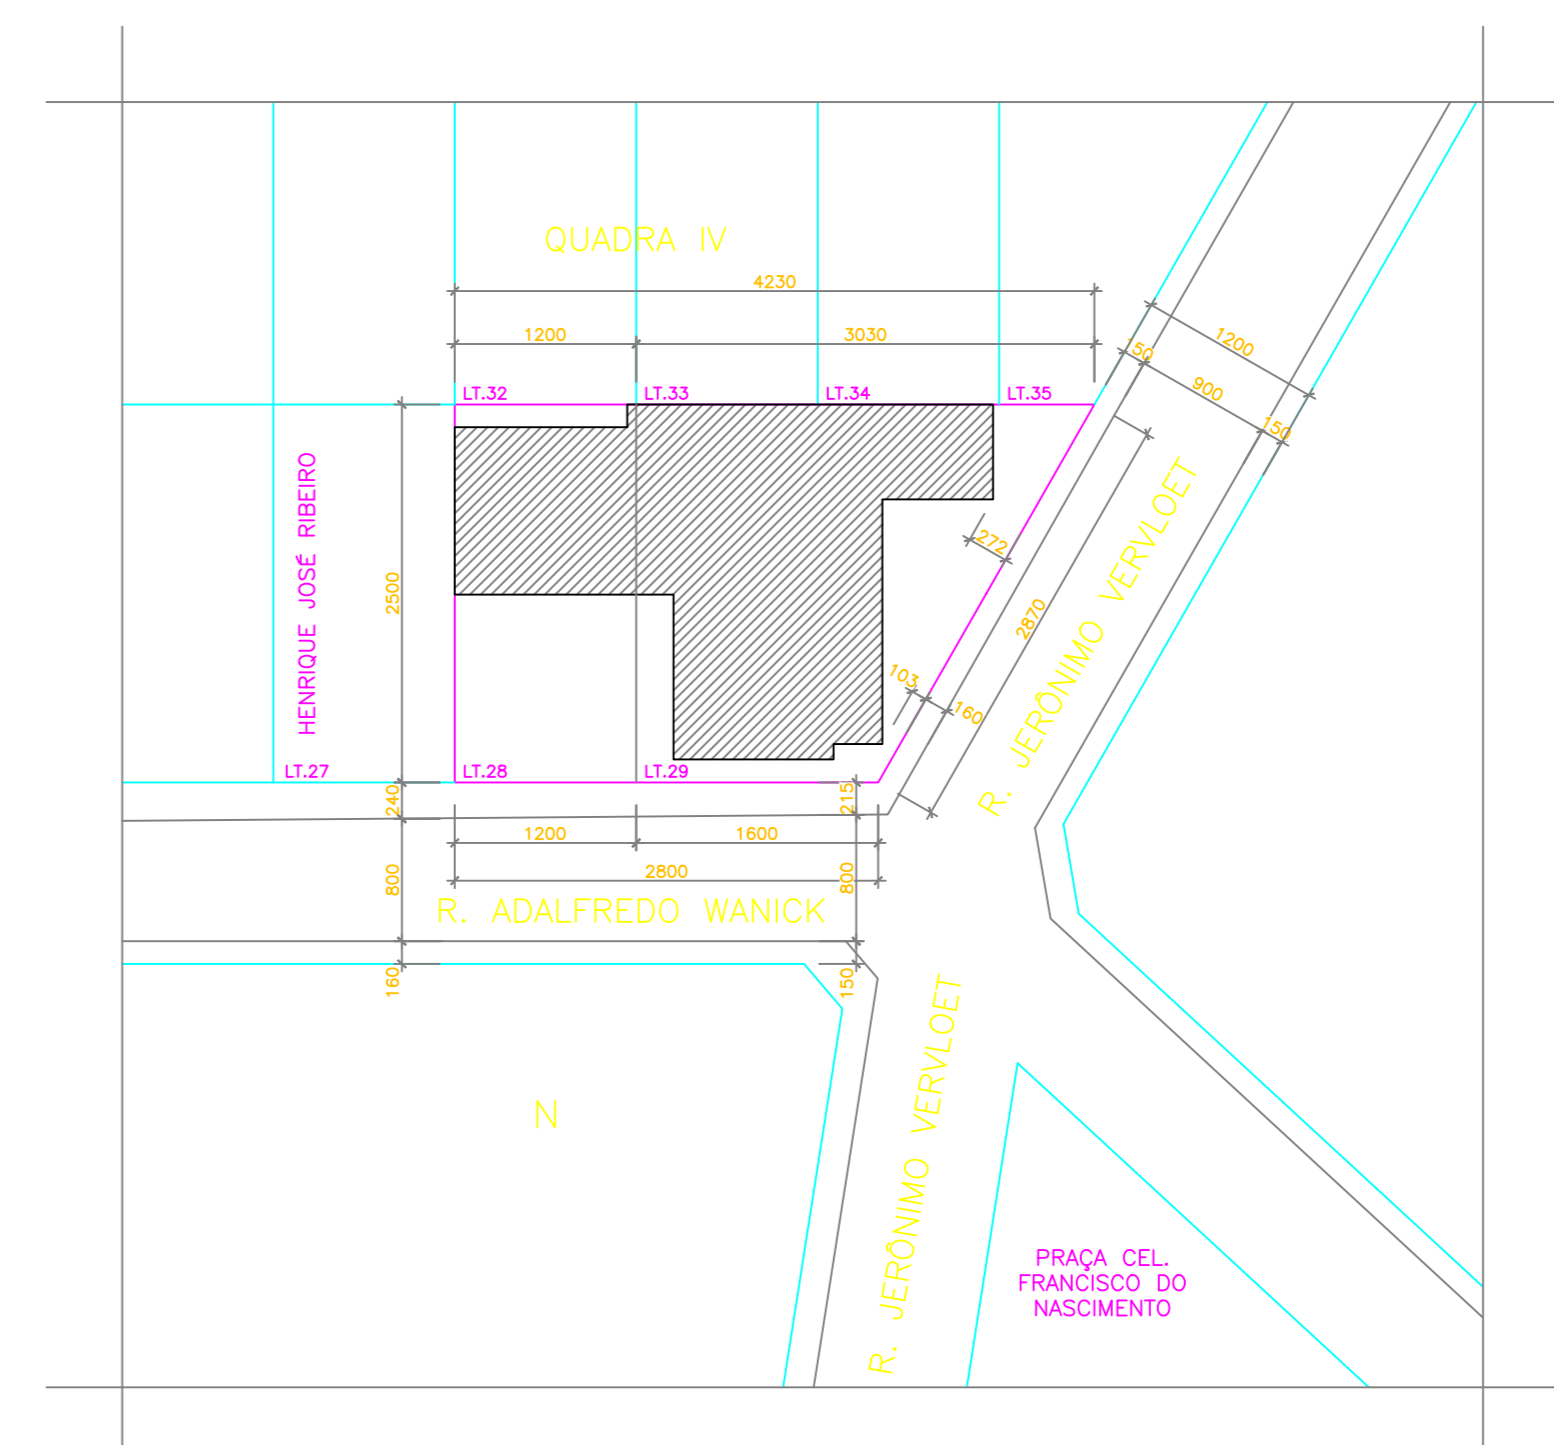 QUADRA IV
4230
1200
3030
1200
150
900
150
LT.32
LT.33
LT.34
LT.35
HENRIQUE JOSÉ RIBEIRO
2500
272
2870
R. JERÔNIMO VERVLOET
103
160
LT.27
LT.28
LT.29
240
215
1200
1600
800
2800
800
R. ADALFREDO WANICK
160
150
R. JERÔNIMO VERVLOET
N
PRAÇA CEL.
FRANCISCO DO
NASCIMENTO